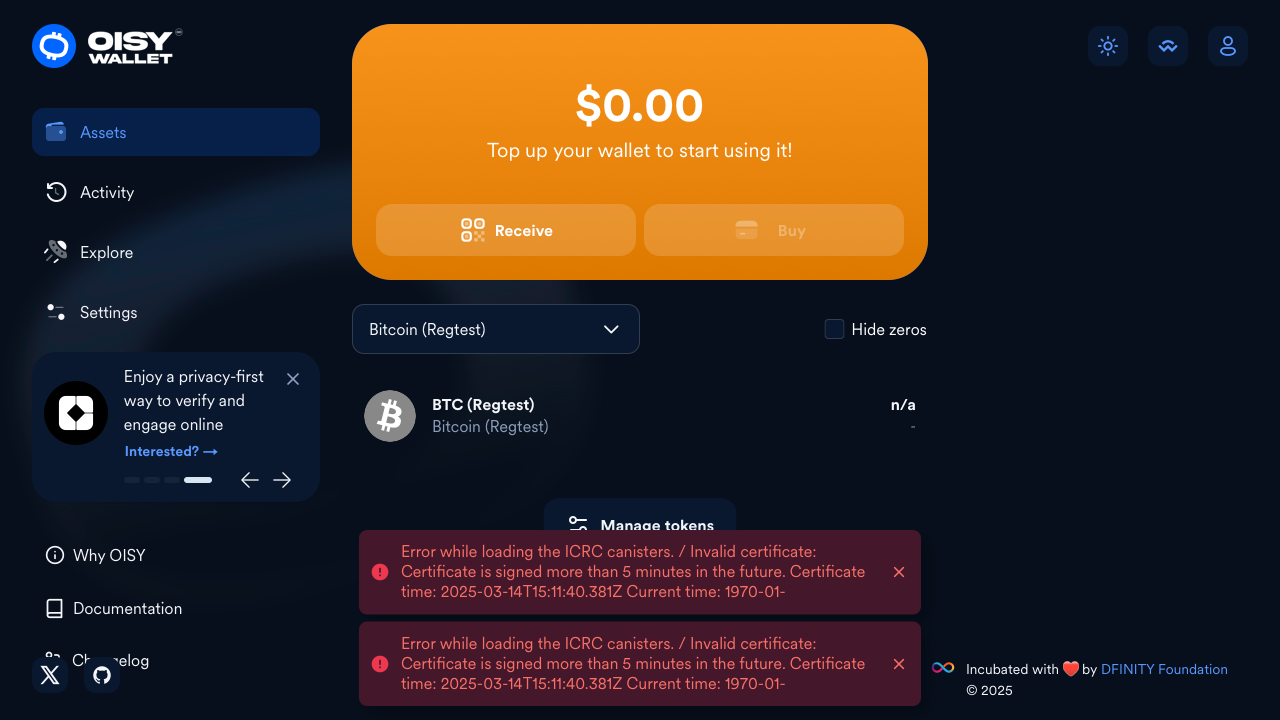 OISY
WALLET
Assets
Activity
Explore
Settings
Enjoy a privacy-first
way to verify and
engage online
Interested? →
Why OISY
Documentation
Changelog
$0.00
Top up your wallet to start using it!
Receive
Buy
Bitcoin (Regtest)
Hide zeros
BTC (Regtest)
n/a
Bitcoin (Regtest)
-
Manage tokens
Error while loading the ICRC canisters. / Invalid certificate:
Certificate is signed more than 5 minutes in the future. Certificate
time: 2025-03-14T15:11:40.381Z Current time: 1970-01-
Error while loading the ICRC canisters. / Invalid certificate:
Certificate is signed more than 5 minutes in the future. Certificate
time: 2025-03-14T15:11:40.381Z Current time: 1970-01-
Incubated with ❤️ by DFINITY Foundation
© 2025